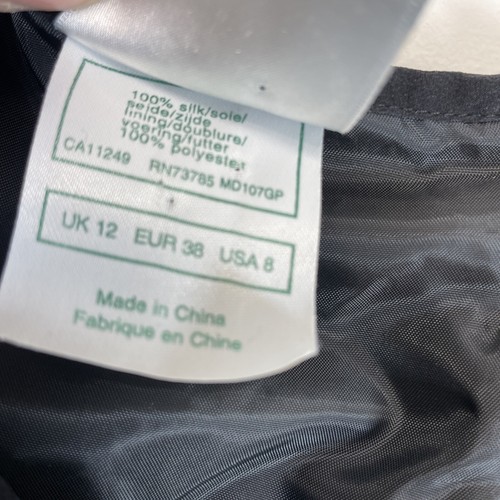 100% silk/soie/
seide/zijde
lining/doublure/
voering/futter
100% polyester
CA11249 RN73785 MD107GP
UK 12 EUR 38 USA 8
Made in China
Fabrique en Chine